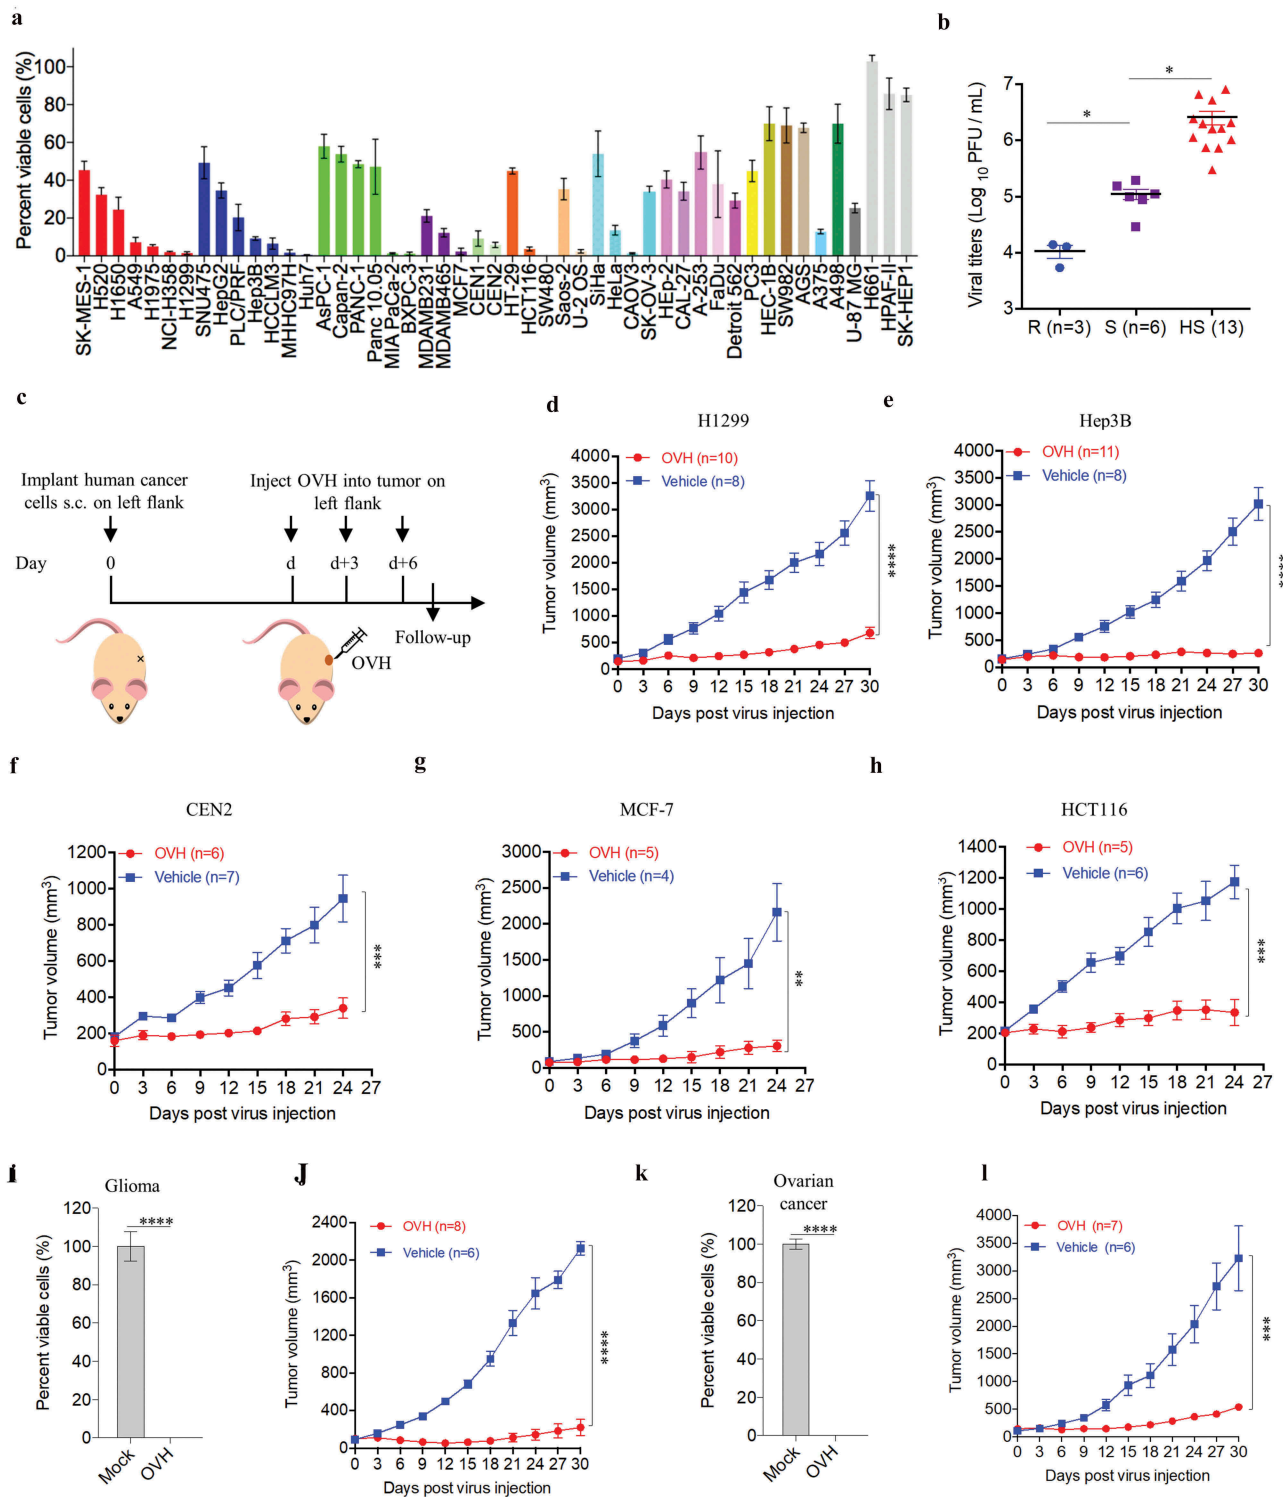 a
Percent viable cells (%)
100
80
60
40
20
0
SK-MES-1
H520
H1650
A549
H1975
NCI-H358
H1299
SNU475
HepG2
PLC/PRF
Hep3B
HCCLM3
MHHC97H
Huh7
AsPC-1
Capan-2
PANC-1
Panc 10.05
MIA PaCa-2
BXPC-3
MDAMB231
MDAMB465
MCF7
CEN1
CEN2
HT-29
HCT116
SW480
Saos-2
U-2 OS
SiHa
HeLa
CAOV3
SK-OV-3
HEp-2
CAL-27
A-253
FaDu
Detroit 562
PC3
HEC-1B
SW982
AGS
A375
A498
U-87 MG
H661
HPAF-II
SK-HEP1
b
Viral titers (Log 10 PFU / mL)
7
6
5
4
3
*
*
R (n=3)
S (n=6)
HS (13)
c
Implant human cancer
cells s.c. on left flank
Inject OVH into tumor on
left flank
Day
0
d
d+3
d+6
Follow-up
×
OVH
d
H1299
Tumor volume (mm3)
4000
3500
3000
2500
2000
1500
1000
500
0
OVH (n=10)
Vehicle (n=8)
****
0 3 6 9 12 15 18 21 24 27 30
Days post virus injection
e
Hep3B
Tumor volume (mm3)
4000
3500
3000
2500
2000
1500
1000
500
0
OVH (n=11)
Vehicle (n=8)
****
0 3 6 9 12 15 18 21 24 27 30
Days post virus injection
f
CEN2
Tumor volume (mm3)
1200
1000
800
600
400
200
0
OVH (n=6)
Vehicle (n=7)
***
0 3 6 9 12 15 18 21 24 27
Days post virus injection
g
MCF-7
Tumor volume (mm3)
3000
2500
2000
1500
1000
500
0
OVH (n=5)
Vehicle (n=4)
**
0 3 6 9 12 15 18 21 24 27
Days post virus injection
h
HCT116
Tumor volume (mm3)
1400
1200
1000
800
600
400
200
0
OVH (n=5)
Vehicle (n=6)
***
0 3 6 9 12 15 18 21 24 27
Days post virus injection
i
Glioma
Percent viable cells (%)
120
100
80
60
40
20
0
****
Mock
OVH
J
Tumor volume (mm3)
2400
2000
1600
1200
800
400
0
OVH (n=8)
Vehicle (n=6)
****
0 3 6 9 12 15 18 21 24 27 30
Days post virus injection
k
Ovarian
cancer
Percent viable cells (%)
120
100
80
60
40
20
0
****
Mock
OVH
l
Tumor volume (mm3)
4000
3500
3000
2500
2000
1500
1000
500
0
OVH (n=7)
Vehicle (n=6)
***
0 3 6 9 12 15 18 21 24 27 30
Days post virus injection